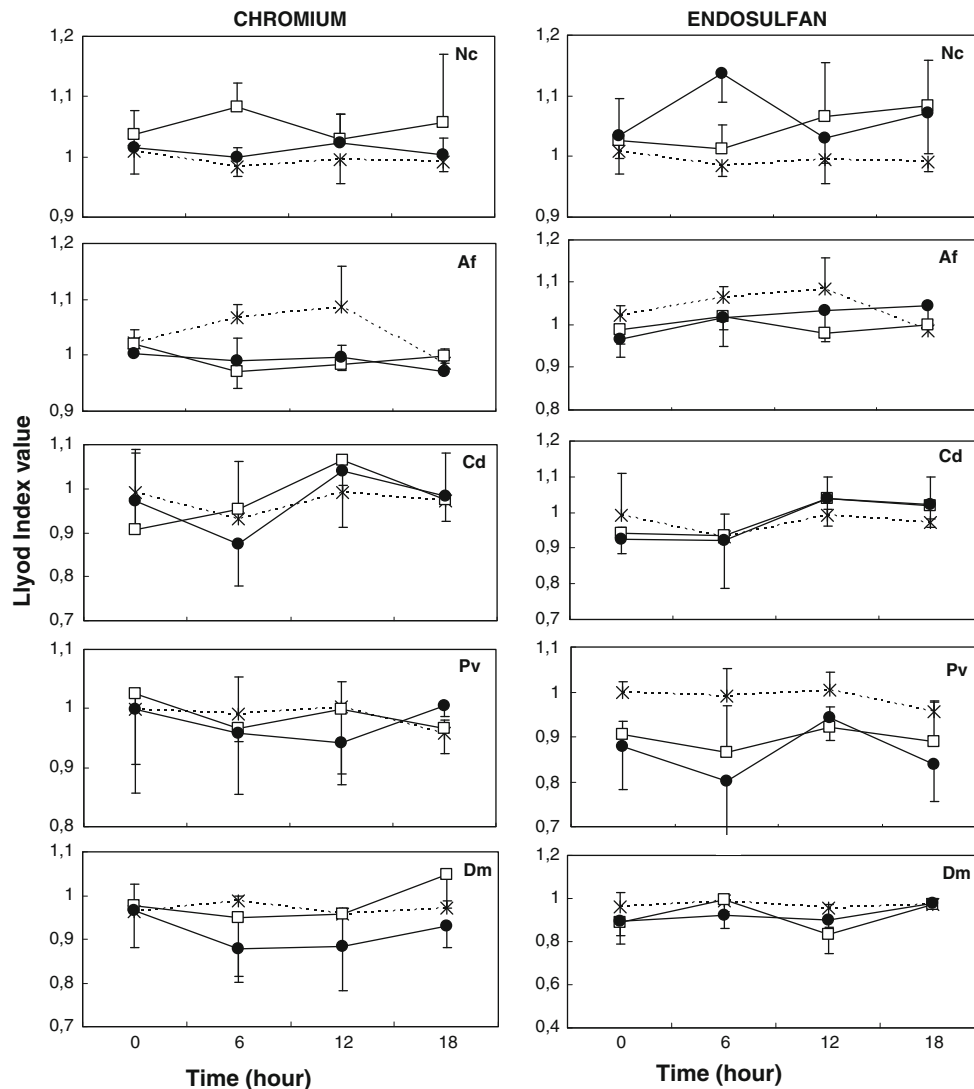 CHROMIUM
ENDOSULFAN
Llyod Index value
Nc
1,2
1,1
1
0,9
Nc
1,2
1,1
1
0,9
Af
1,2
1,1
1
0,9
Af
1,2
1,1
1
0,9
0,8
Cd
1,1
1
0,9
0,8
0,7
Cd
1,2
1,1
1
0,9
0,8
0,7
Pv
1,1
1
0,9
0,8
Pv
1,1
1
0,9
0,8
0,7
Dm
1,1
1
0,9
0,8
0,7
Dm
1,2
1
0,8
0,6
0,4
0 6 12 18
0 6 12 18
Time (hour)
Time (hour)